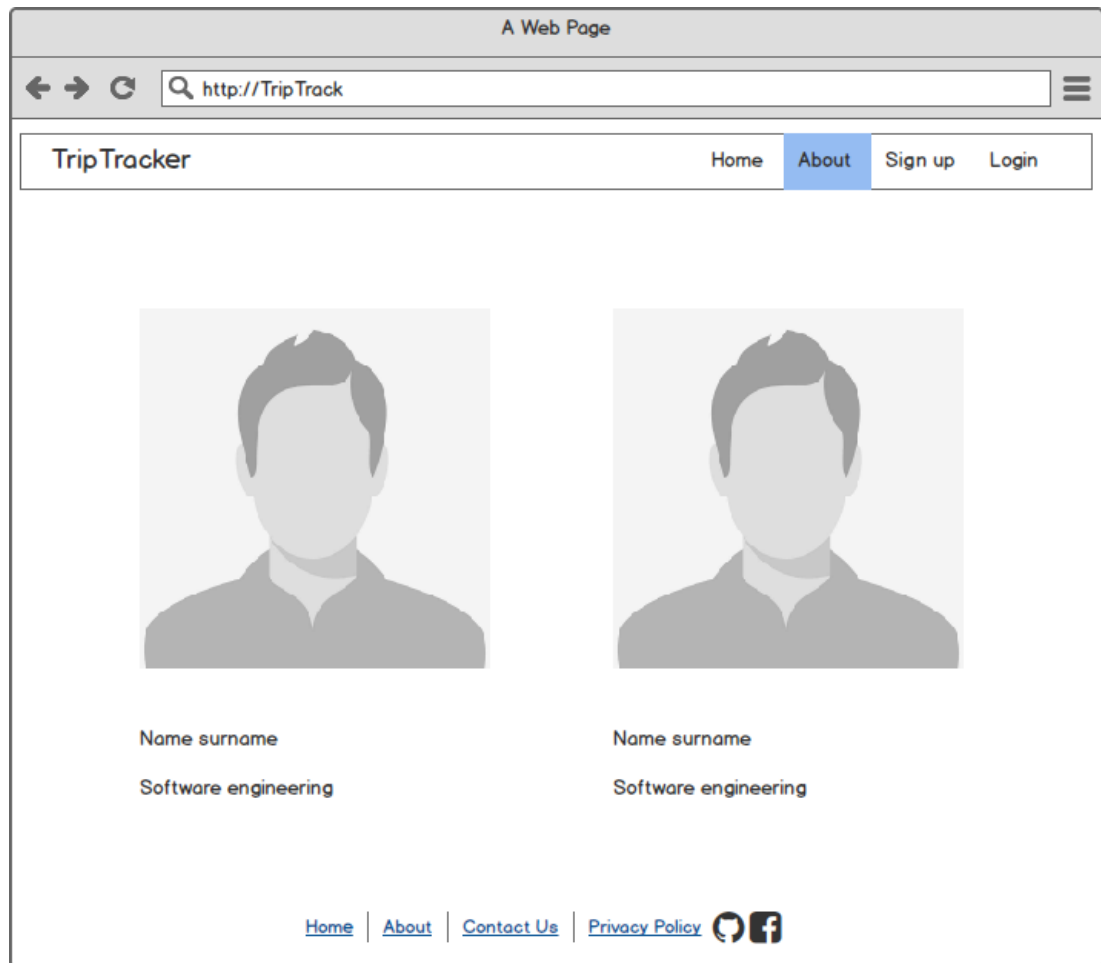 A Web Page
http://TripTrack
TripTracker Home About Sign up Login
Name surname Name surname
Software engineering Software engineering
Home About Contact Us Privacy Policy